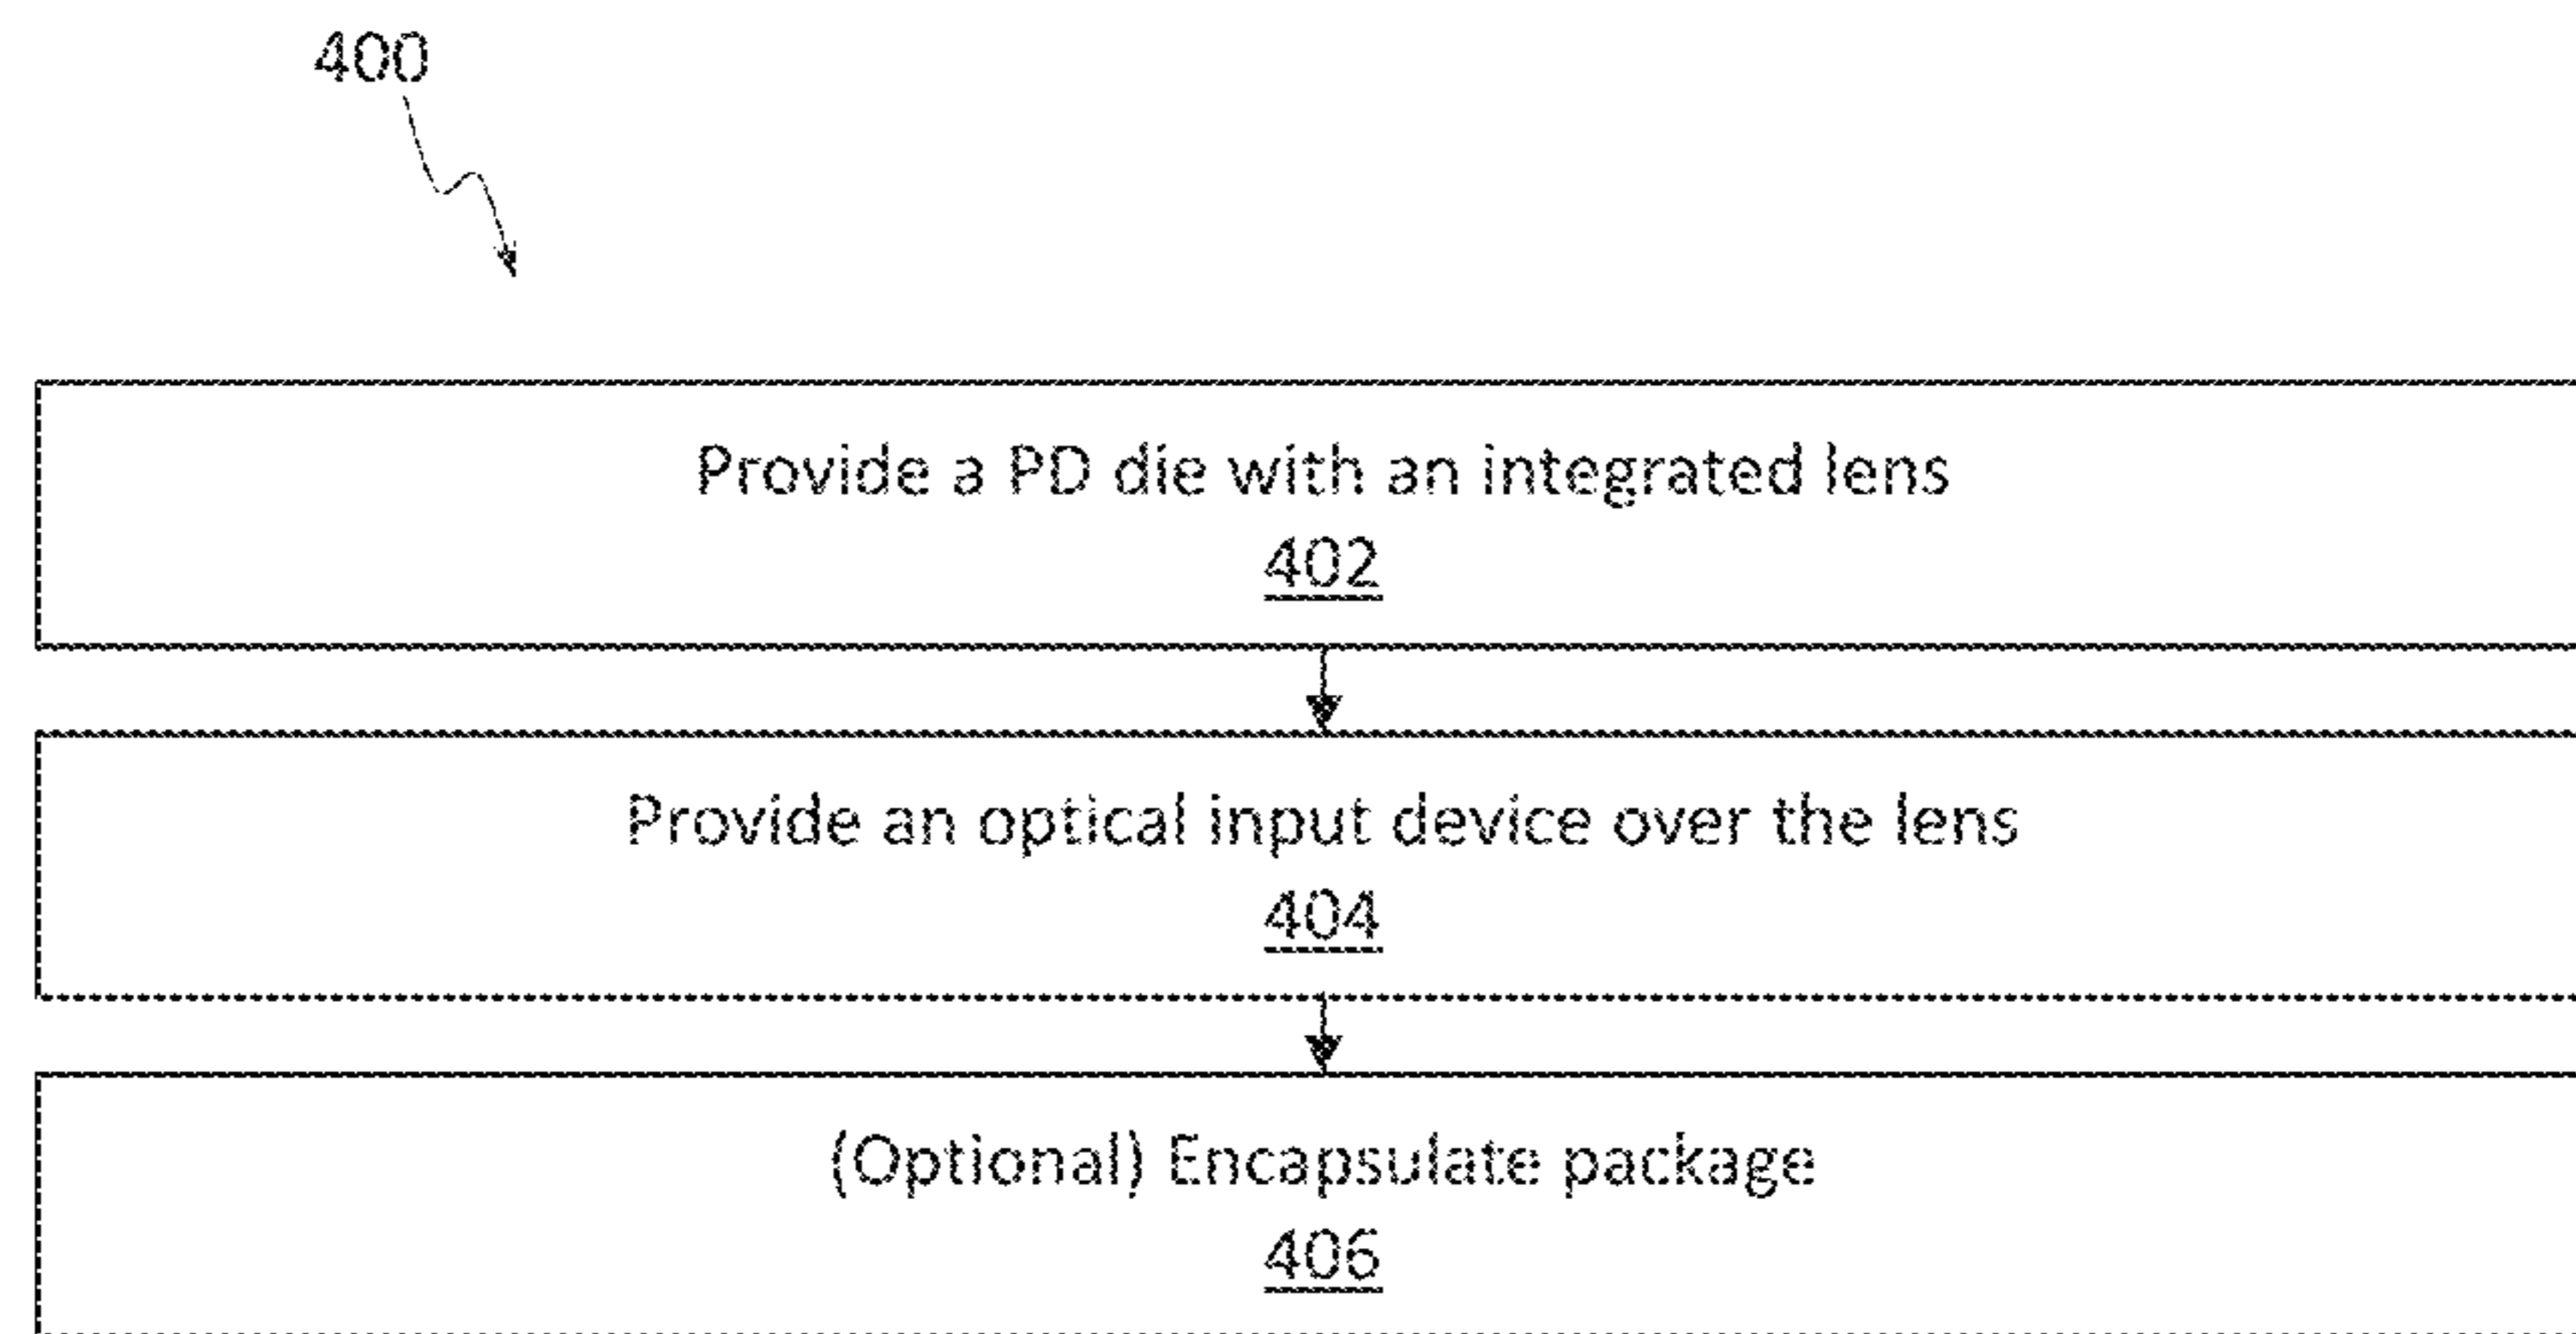 400
Provide a PD die with an integrated lens
402
Provide an optical input device over the lens
404
(Optional) Encapsulate package
406